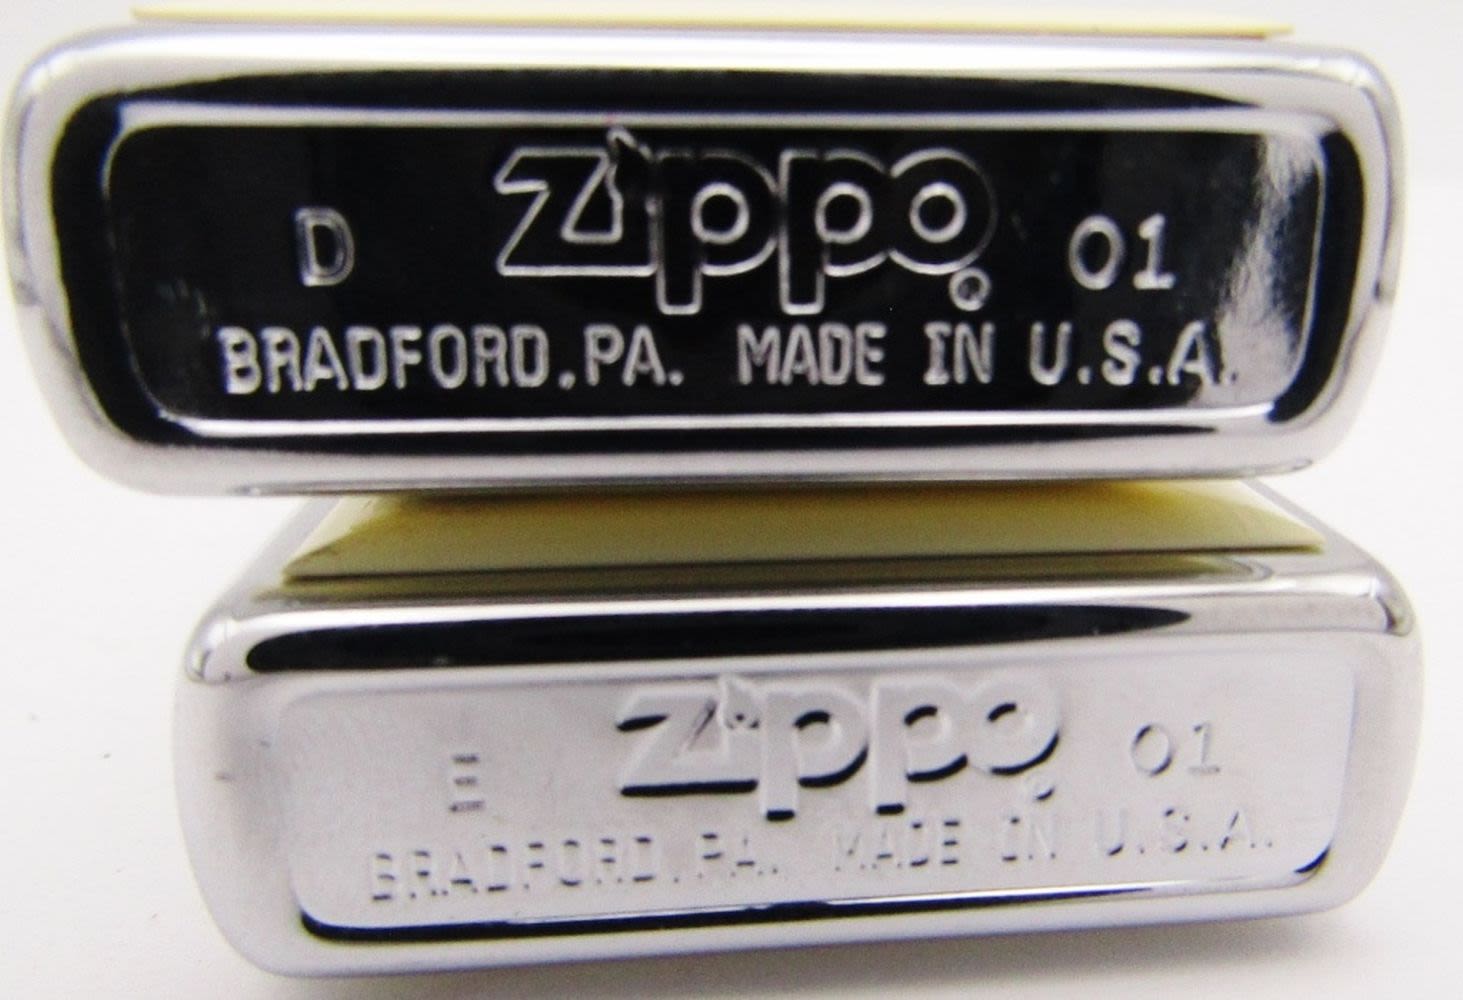 D Zippo® 01
BRADFORD, PA. MADE IN U.S.A.
E Zippo® 01
BRADFORD, PA. MADE IN U.S.A.